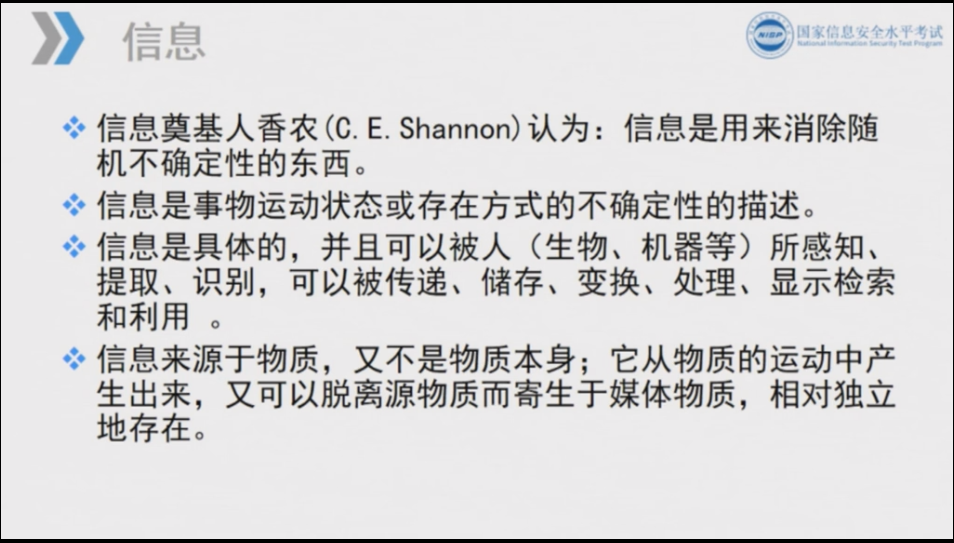 信息
NISP
国家信息安全水平考试
National Information Security Test Program
信息奠基人香农(C.E.Shannon)认为：信息是用来消除随
机不确定性的东西。
信息是事物运动状态或存在方式的不确定性的描述。
信息是具体的，并且可以被人（生物、机器等）所感知、
提取、识别，可以被传递、储存、变换、处理、显示检索
和利用 。
信息来源于物质，又不是物质本身；它从物质的运动中产
生出来，又可以脱离源物质而寄生于媒体物质，相对独立
地存在。